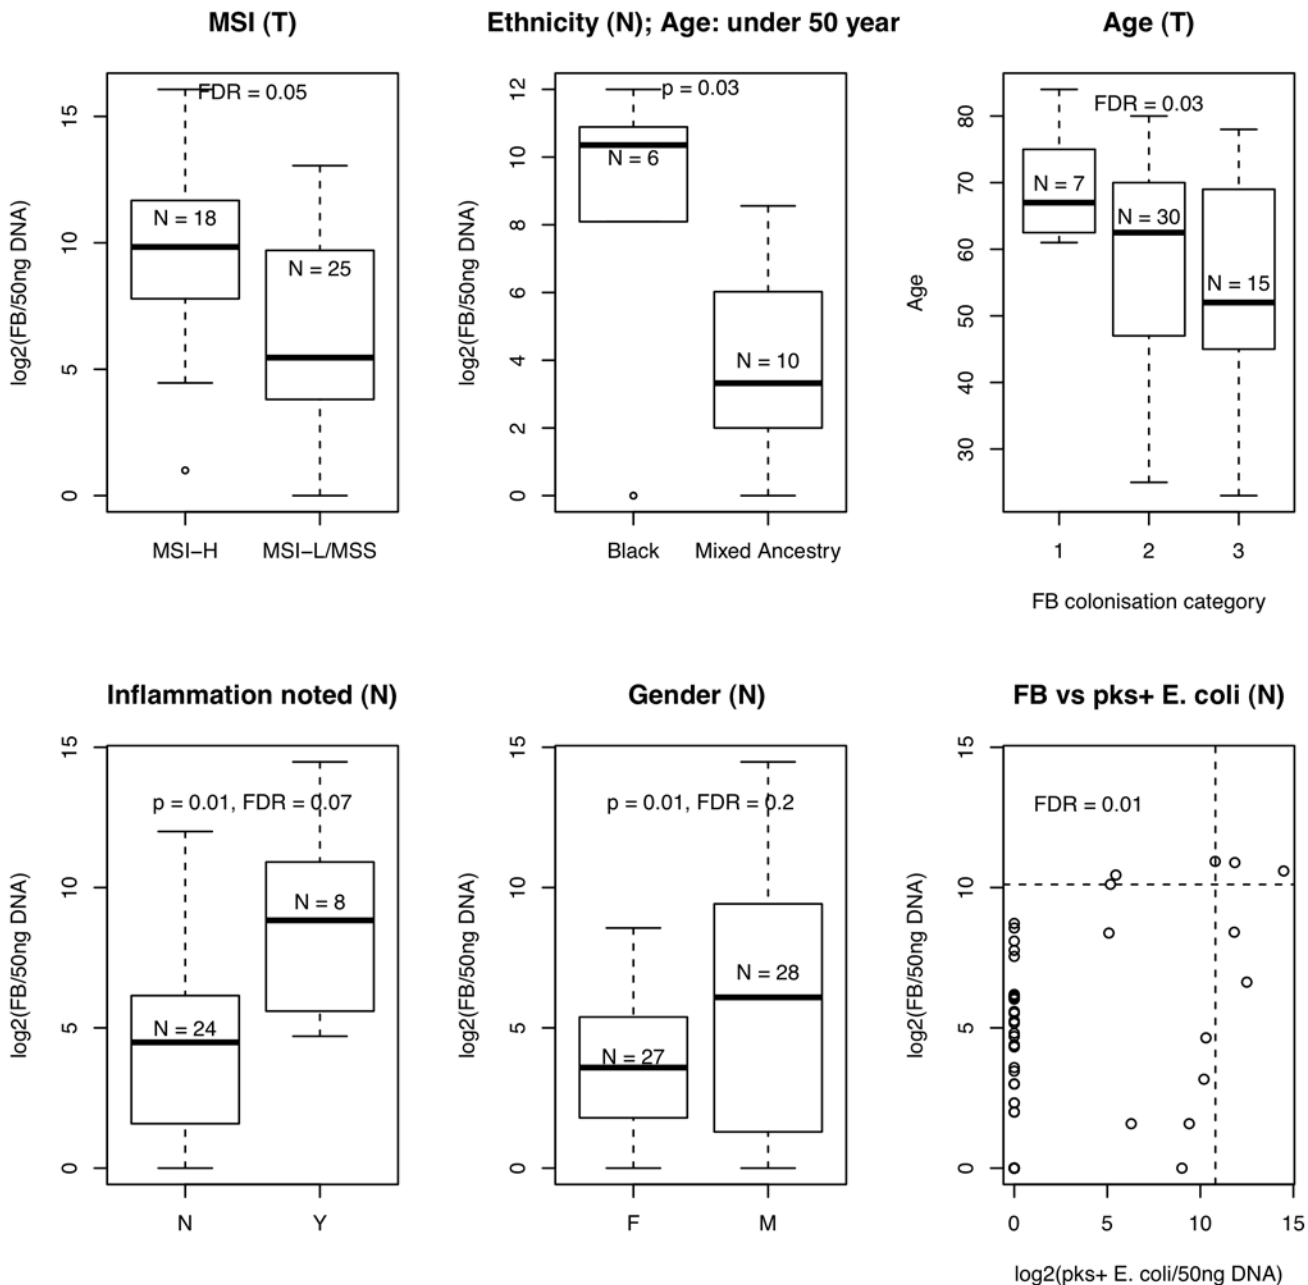 MSI (T)
FDR = 0.05
log2(FB/50ng DNA)
15
10
5
0
N = 18
N = 25
MSI-H
MSI-L/MSS
Ethnicity (N); Age: under 50 year
p = 0.03
log2(FB/50ng DNA)
12
10
8
6
4
2
0
N = 6
N = 10
Black
Mixed Ancestry
Age (T)
FDR = 0.03
Age
80
70
60
50
40
30
N = 7
N = 30
N = 15
1
2
3
FB colonisation category
Inflammation noted (N)
p = 0.01, FDR = 0.07
log2(FB/50ng DNA)
15
10
5
0
N = 8
N = 24
N
Y
Gender (N)
p = 0.01, FDR = 0.2
log2(FB/50ng DNA)
15
10
5
0
N = 28
N = 27
F
M
FB vs pks+ E. coli (N)
FDR = 0.01
log2(FB/50ng DNA)
15
10
5
0
0
5
10
15
log2(pks+ E. coli/50ng DNA)